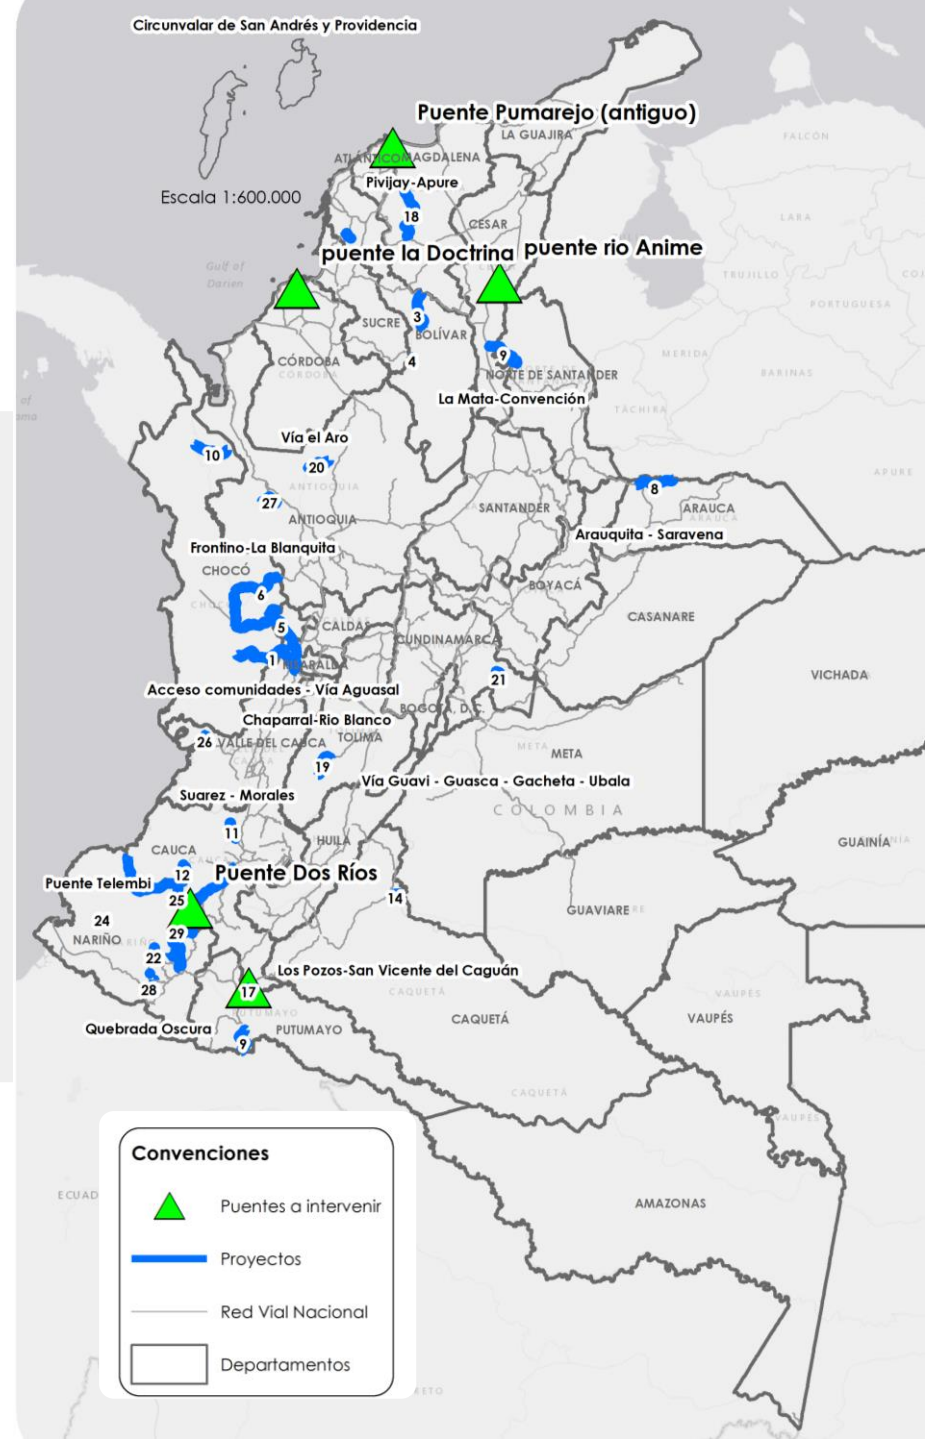 Circunvalar de San Andrés y Providencia
Puente Pumarejo (antiguo)
LA GUAJIRA
FALCÓN
ATLÁNTICO
MAGDALENA
Pivijay-Apure
Escala 1:600.000
18
CESAR
LARA
puente la Doctrina
puente rio Anime
Gulf of
Darien
TRUJILLO
PORTUGUESA
3
SUCRE
BOLÍVAR
4
9
MERIDA
CÓRDOBA
CÓRDOBA
NORTE DE SANTANDER
BARINAS
La Mata-Convención
TÁCHIRA
Vía el Aro
10
20
APURE
ANTIOQUIA
8
27
ANTIOQUIA
SANTANDER
ARAUCA
ARAUCA
Arauquita - Saravena
Frontino-La Blanquita
CHOCÓ
6
BOYACÁ
CASANARE
5
CALDAS
CUNDINAMARCA
1
RISARALDA
21
VICHADA
Acceso comunidades - Vía Aguasal
BOGOTÁ, D.C.
Chaparral-Rio Blanco
26
VALLE DEL CAUCA
TOLIMA
META
META
19
Vía Guavi - Guasca - Gacheta - Ubala
Suarez - Morales
COLOMBIA
11
HUILA
GUAINÍA
CAUCA
12
Puente Dos Ríos
Puente Telembi
25
14
GUAVIARE
24
29
NARIÑO
22
Los Pozos-San Vicente del Caguán
28
17
CAQUETÁ
VAUPÉS
PUTUMAYO
CAQUETÁ
VAUPÉS
Quebrada Oscura
PUTUMAYO
9
CAQUETÁ
VAUPÉS
Convenciones
ECUAD
Puentes a intervenir
AMAZONAS
Proyectos
Red Vial Nacional
Departamentos